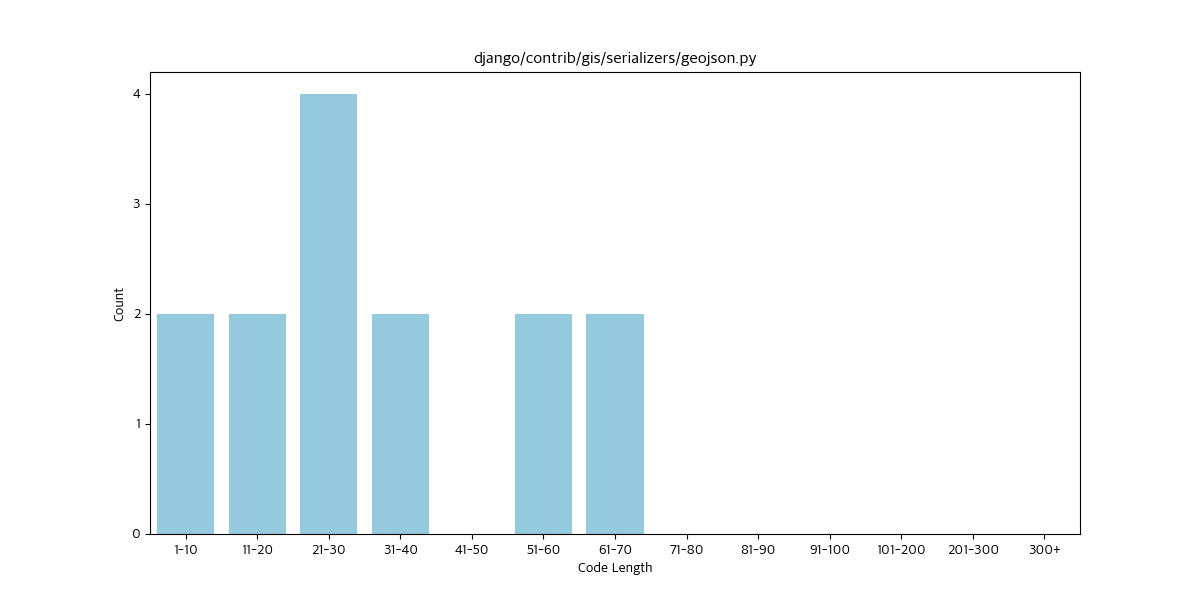 django/contrib/gis/serializers/geojson.py
4
3
2
1
0
Count
1-10 11-20 21-30 31-40 41-50 51-60 61-70 71-80 81-90 91-100 101-200 201-300 300+
Code Length